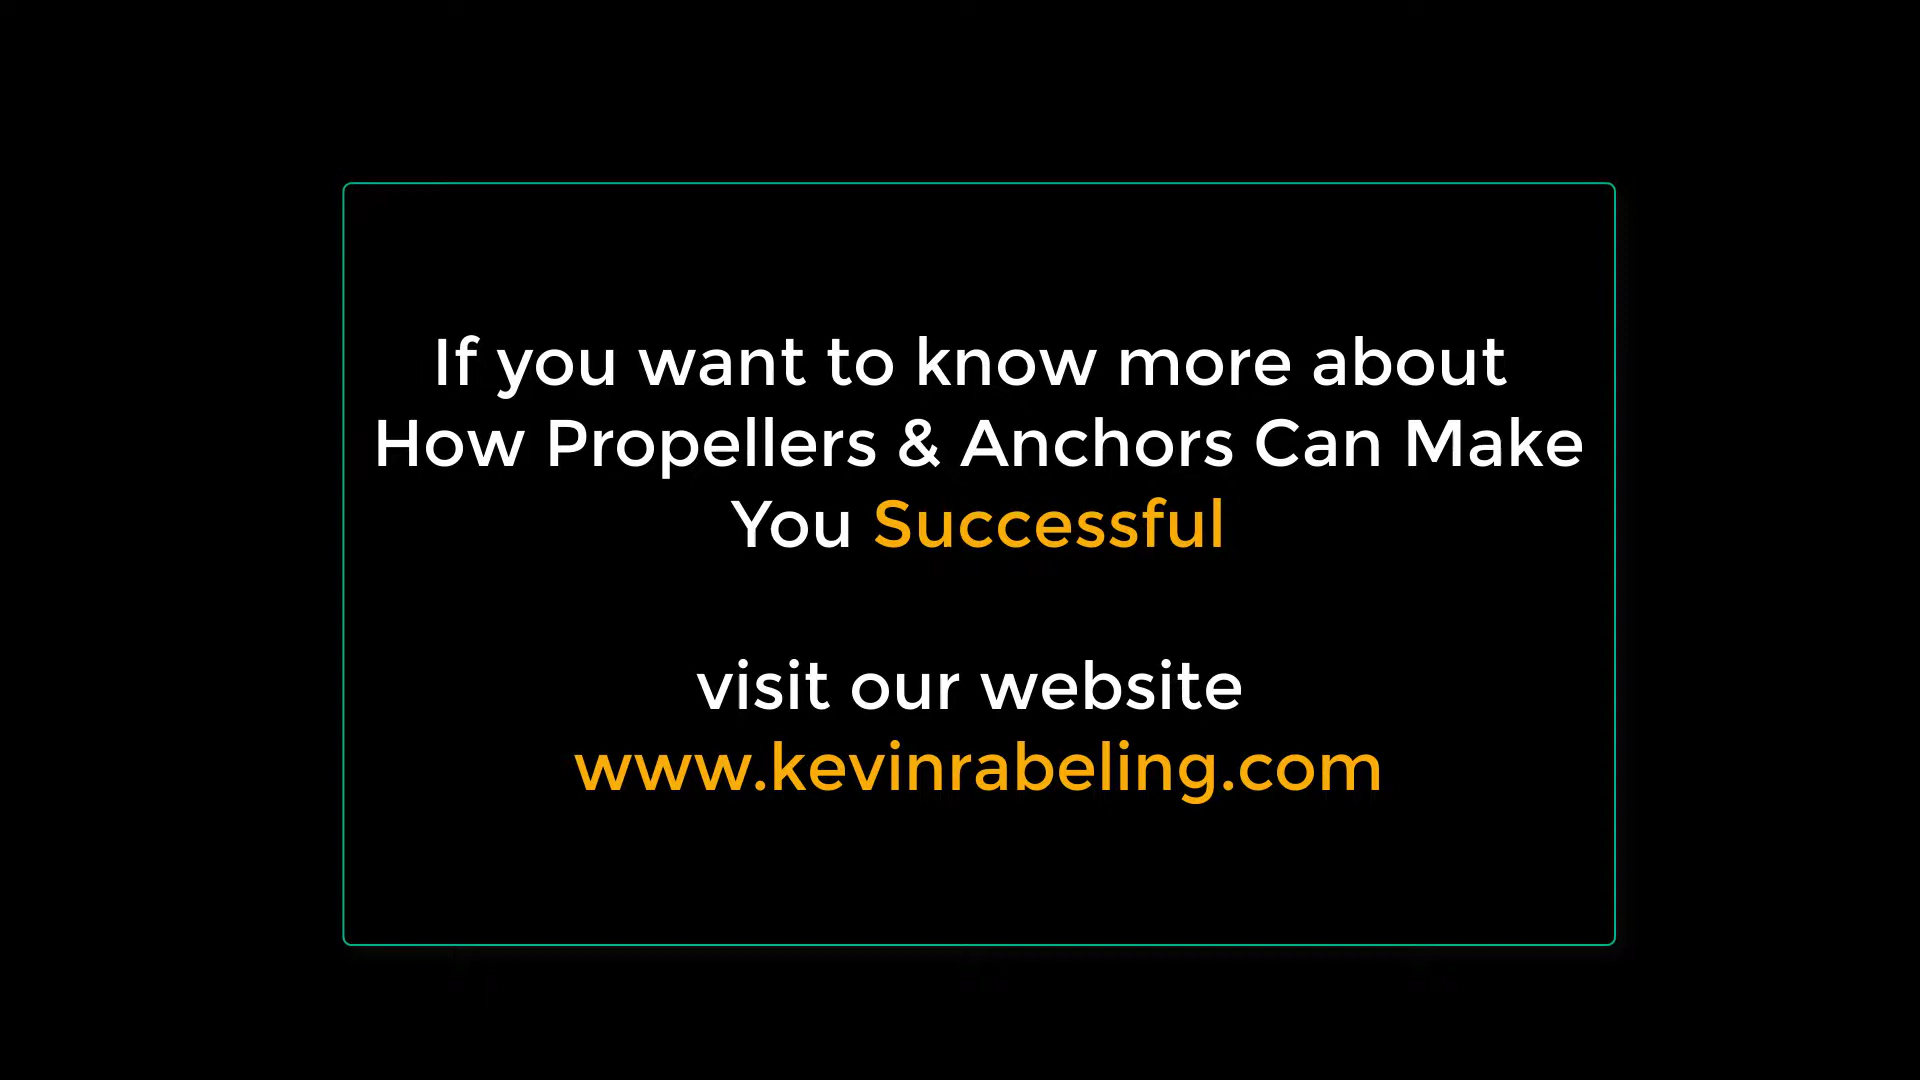 If you want to know more about
How Propellers & Anchors Can Make
You Successful
visit our website
www.kevinrabeling.com